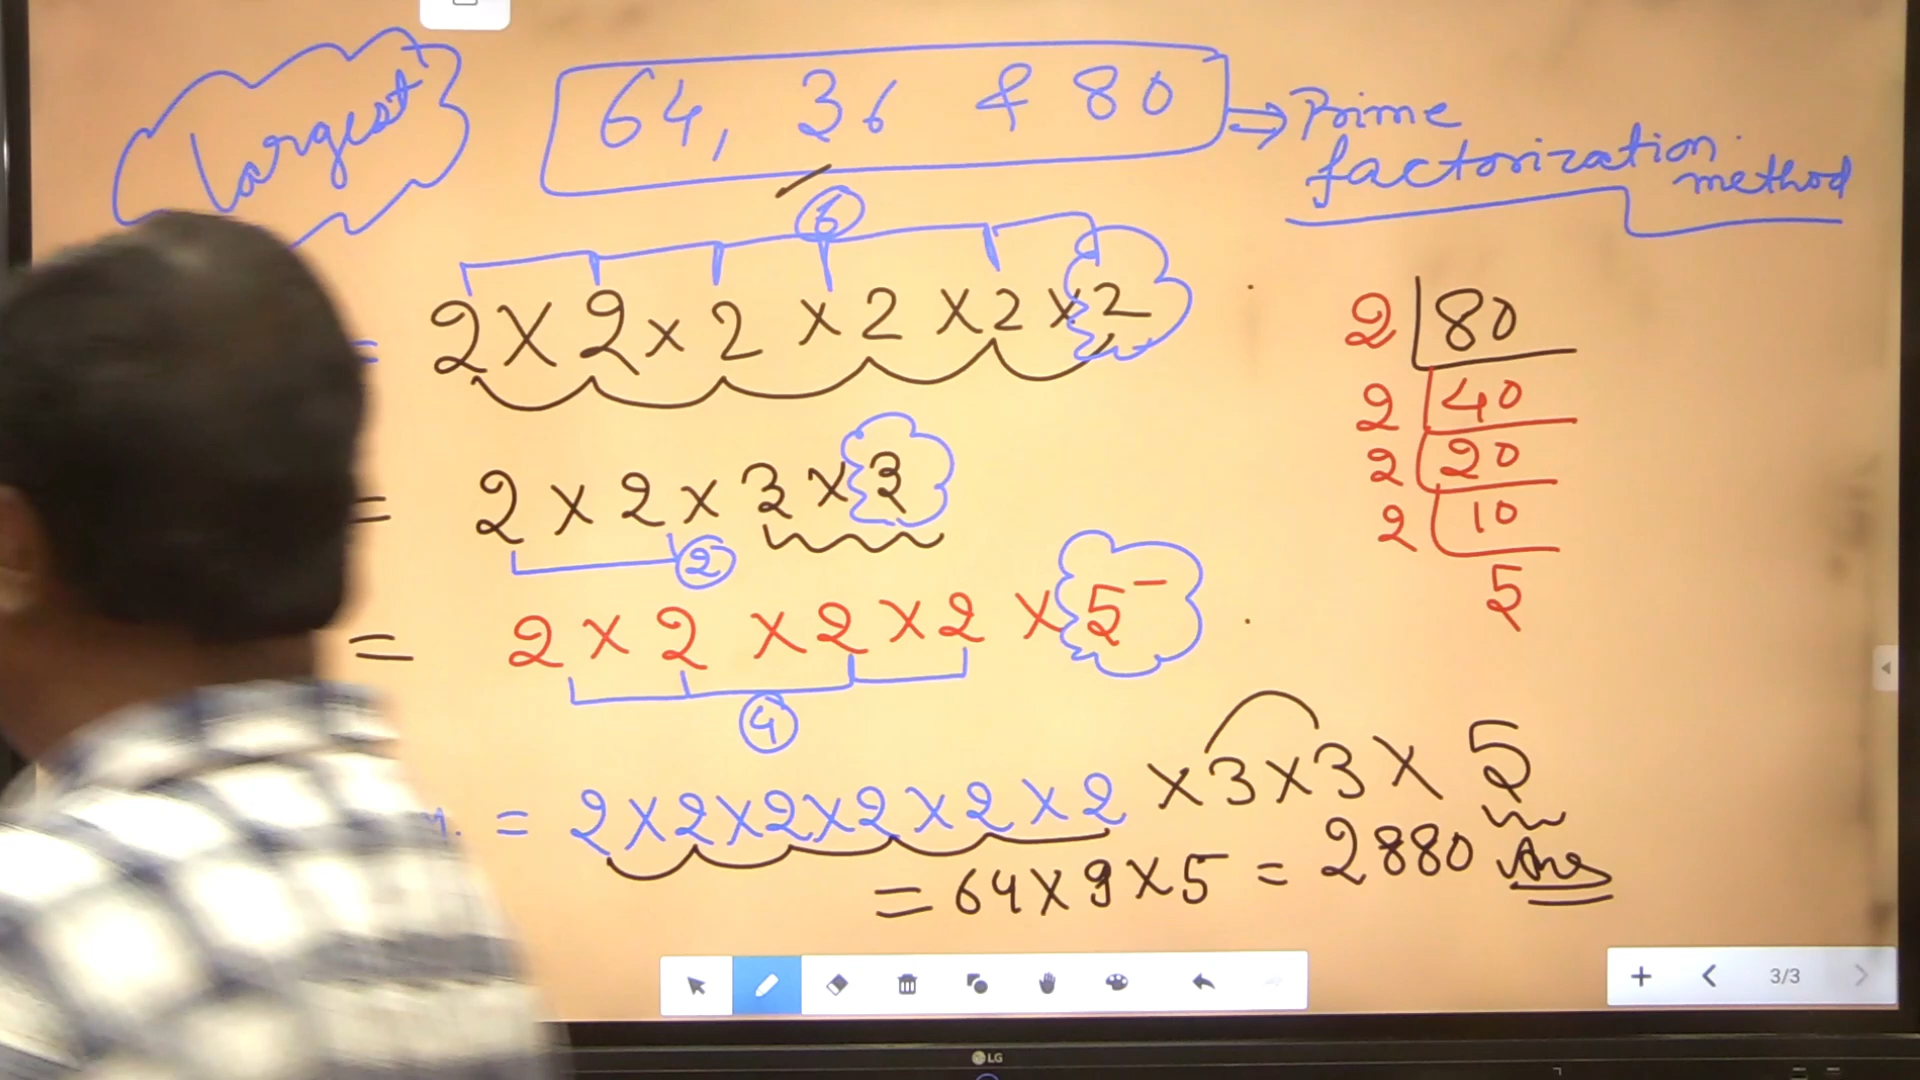 Largest
64, 36 & 80 ⇒ Prime
factorization
method
6
= 2 × 2 × 2 × 2 × 2 × 2
= 2 × 2 × 3 × 3
2
= 2 × 2 × 2 × 2 × 5
4
= 2×2×2×2×2×2 ×3×3× 5
= 64×9×5 = 2880 Ans
2 80
2 40
2 20
2 10
5
3/3
LG